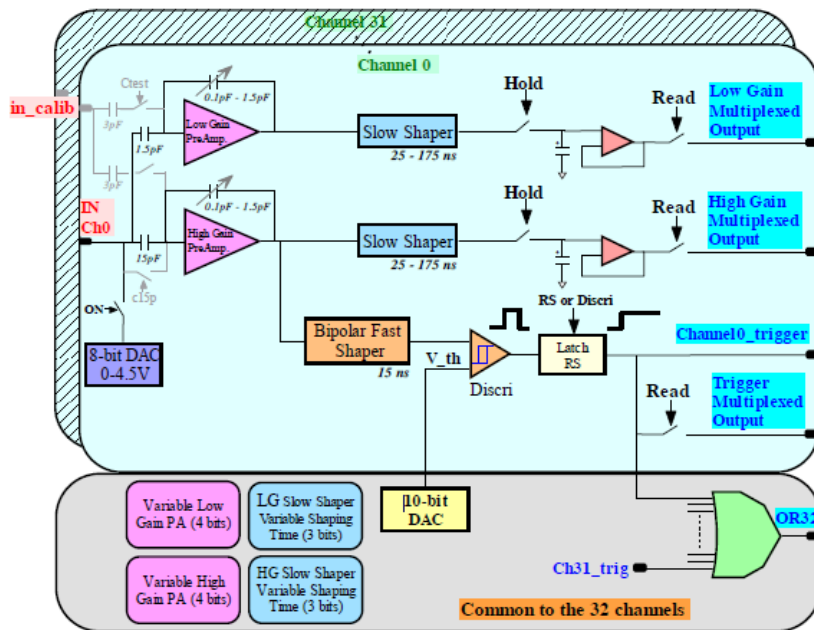 Channel 31
Channel 0
in_calib
Ctest
3pF
1.5pF
0.1pF - 1.5pF
Low Gain
PreAmp.
Slow Shaper
25 - 175 ns
Hold
Read
Low Gain
Multiplexed
Output
3pF
IN
Ch0
15pF
c15p
0.1pF - 1.5pF
High Gain
PreAmp.
Slow Shaper
25 - 175 ns
Hold
Read
High Gain
Multiplexed
Output
ON
8-bit DAC
0-4.5V
Bipolar Fast
Shaper
15 ns
V_th
Discri
RS or Discri
Latch
RS
Channel0_trigger
Read
Trigger
Multiplexed
Output
Variable Low
Gain PA (4 bits)
LG Slow Shaper
Variable Shaping
Time (3 bits)
10-bit
DAC
OR32
Variable High
Gain PA (4 bits)
HG Slow Shaper
Variable Shaping
Time (3 bits)
Ch31_trig
Common to the 32 channels